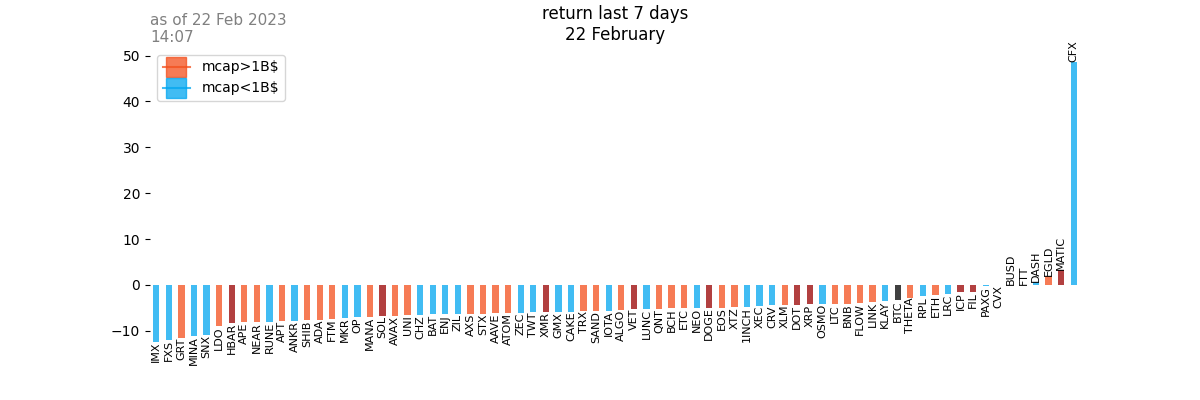 as of 22 Feb 2023
14:07
return last 7 days
22 February
mcap>1B$
mcap<1B$
50
40
30
20
10
0
−10
IMX
FXS
GRT
MINA
SNX
LDO
HBAR
APE
NEAR
RUNE
APT
ANKR
SHIB
ADA
FTM
MKR
OP
MANA
SOL
AVAX
UNI
CHZ
BAT
ENJ
ZIL
AXS
STX
AAVE
ATOM
ZEC
TWT
XMR
GMX
CAKE
TRX
SAND
IOTA
ALGO
VET
LUNC
QNT
BCH
ETC
NEO
DOGE
EOS
XTZ
1INCH
XEC
CRV
XLM
DOT
XRP
OSMO
LTC
BNB
FLOW
LINK
KLAY
BTC
THETA
RPL
ETH
LRC
ICP
FIL
PAXG
CVX
BUSD
FTT
DASH
EGLD
MATIC
CFX